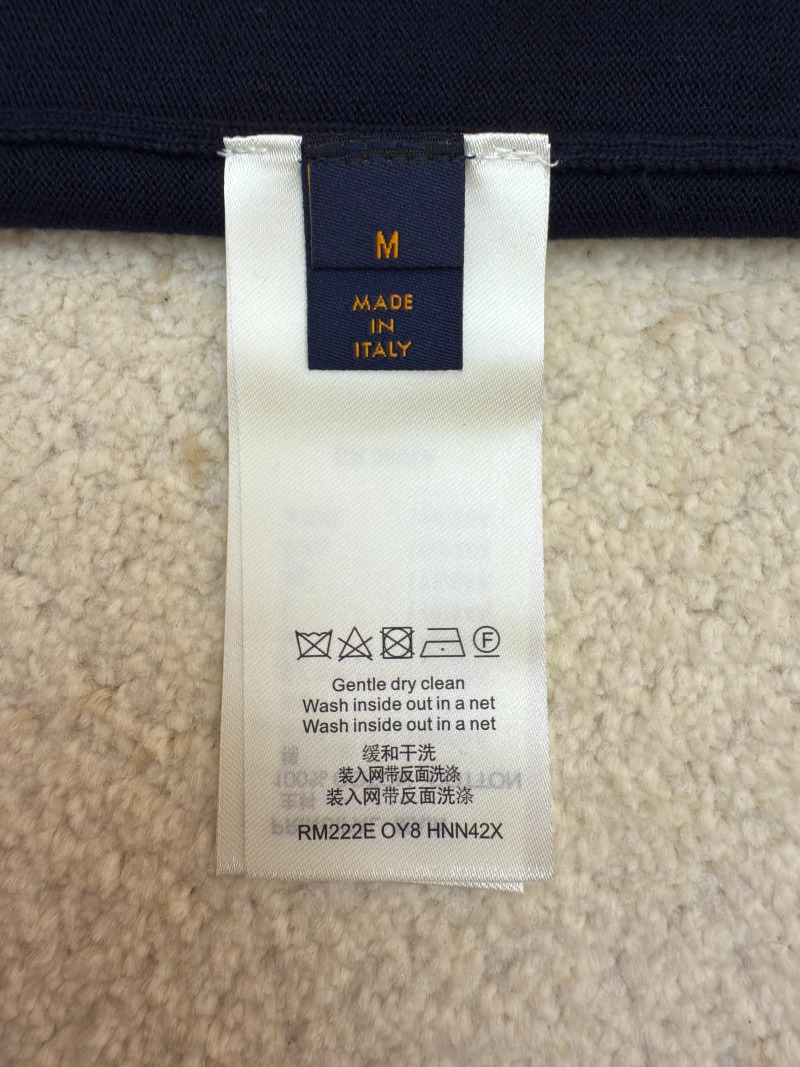 M
MADE
IN
ITALY
F
Gentle dry clean
Wash inside out in a net
Wash inside out in a net
缓和干洗
装入网带反面洗涤
装入网带反面洗涤
RM222E OY8 HNN42X